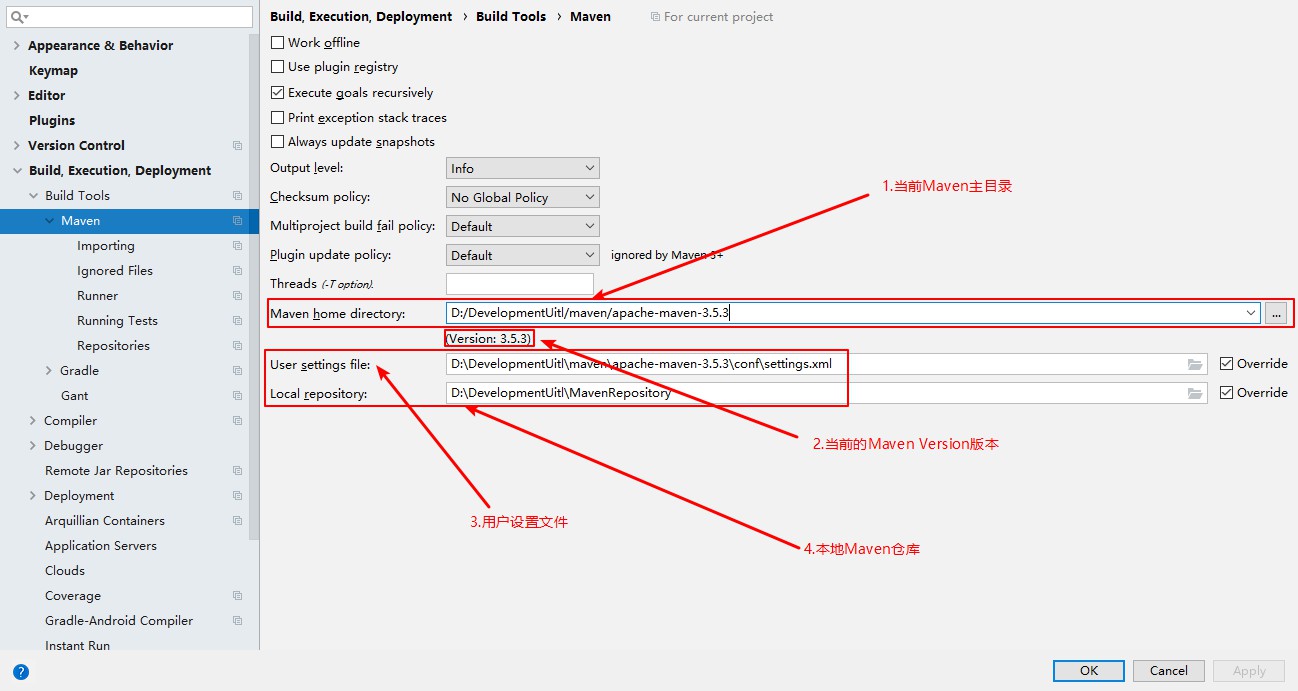 Build, Execution, Deployment › Build Tools › Maven For current project
Appearance & Behavior
Keymap
Editor
Plugins
Version Control
Build, Execution, Deployment
Build Tools
Maven
Importing
Ignored Files
Runner
Running Tests
Repositories
Gradle
Gant
Compiler
Debugger
Remote Jar Repositories
Deployment
Arquillian Containers
Application Servers
Clouds
Coverage
Gradle-Android Compiler
Instant Run
Work offline
Use plugin registry
Execute goals recursively
Print exception stack traces
Always update snapshots
Output level: Info
Checksum policy: No Global Policy
Multiproject build fail policy: Default
Plugin update policy: Default ignored by Maven 3+
Threads (-T option).
Maven home directory: D:/DevelopmentUitl/maven/apache-maven-3.5.3 ...
(Version: 3.5.3)
User settings file: D:\DevelopmentUitl\maven\apache-maven-3.5.3\conf\settings.xml Override
Local repository: D:\DevelopmentUitl\MavenRepository Override
1.当前Maven主目录
2.当前的Maven Version版本
3.用户设置文件
4.本地Maven仓库
? OK Cancel Apply